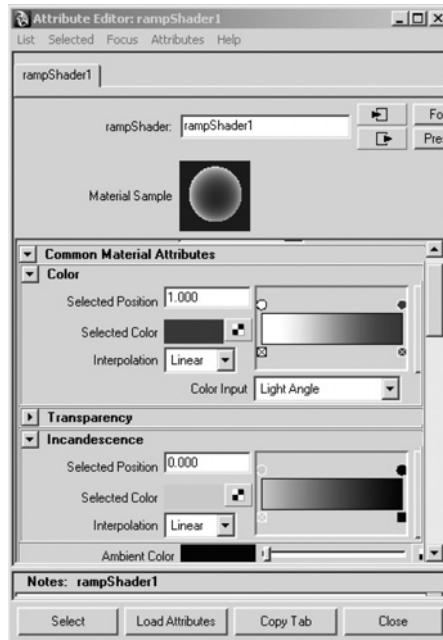 Attribute Editor: rampShader1
List Selected Focus Attributes Help
rampShader1
rampShader: rampShader1
Fo
Pre
Material Sample
Common Material Attributes
Color
Selected Position 1.000
Selected Color
Interpolation Linear
Color Input Light Angle
Transparency
Incandescence
Selected Position 0.000
Selected Color
Interpolation Linear
Ambient Color
Notes: rampShader1
Select Load Attributes Copy Tab Close